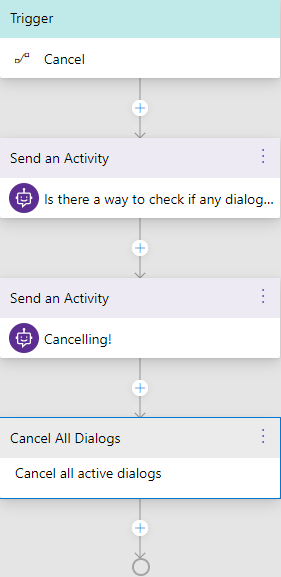 Trigger
Cancel
Send an Activity
Is there a way to check if any dialog...
Send an Activity
Cancelling!
Cancel All Dialogs
Cancel all active dialogs